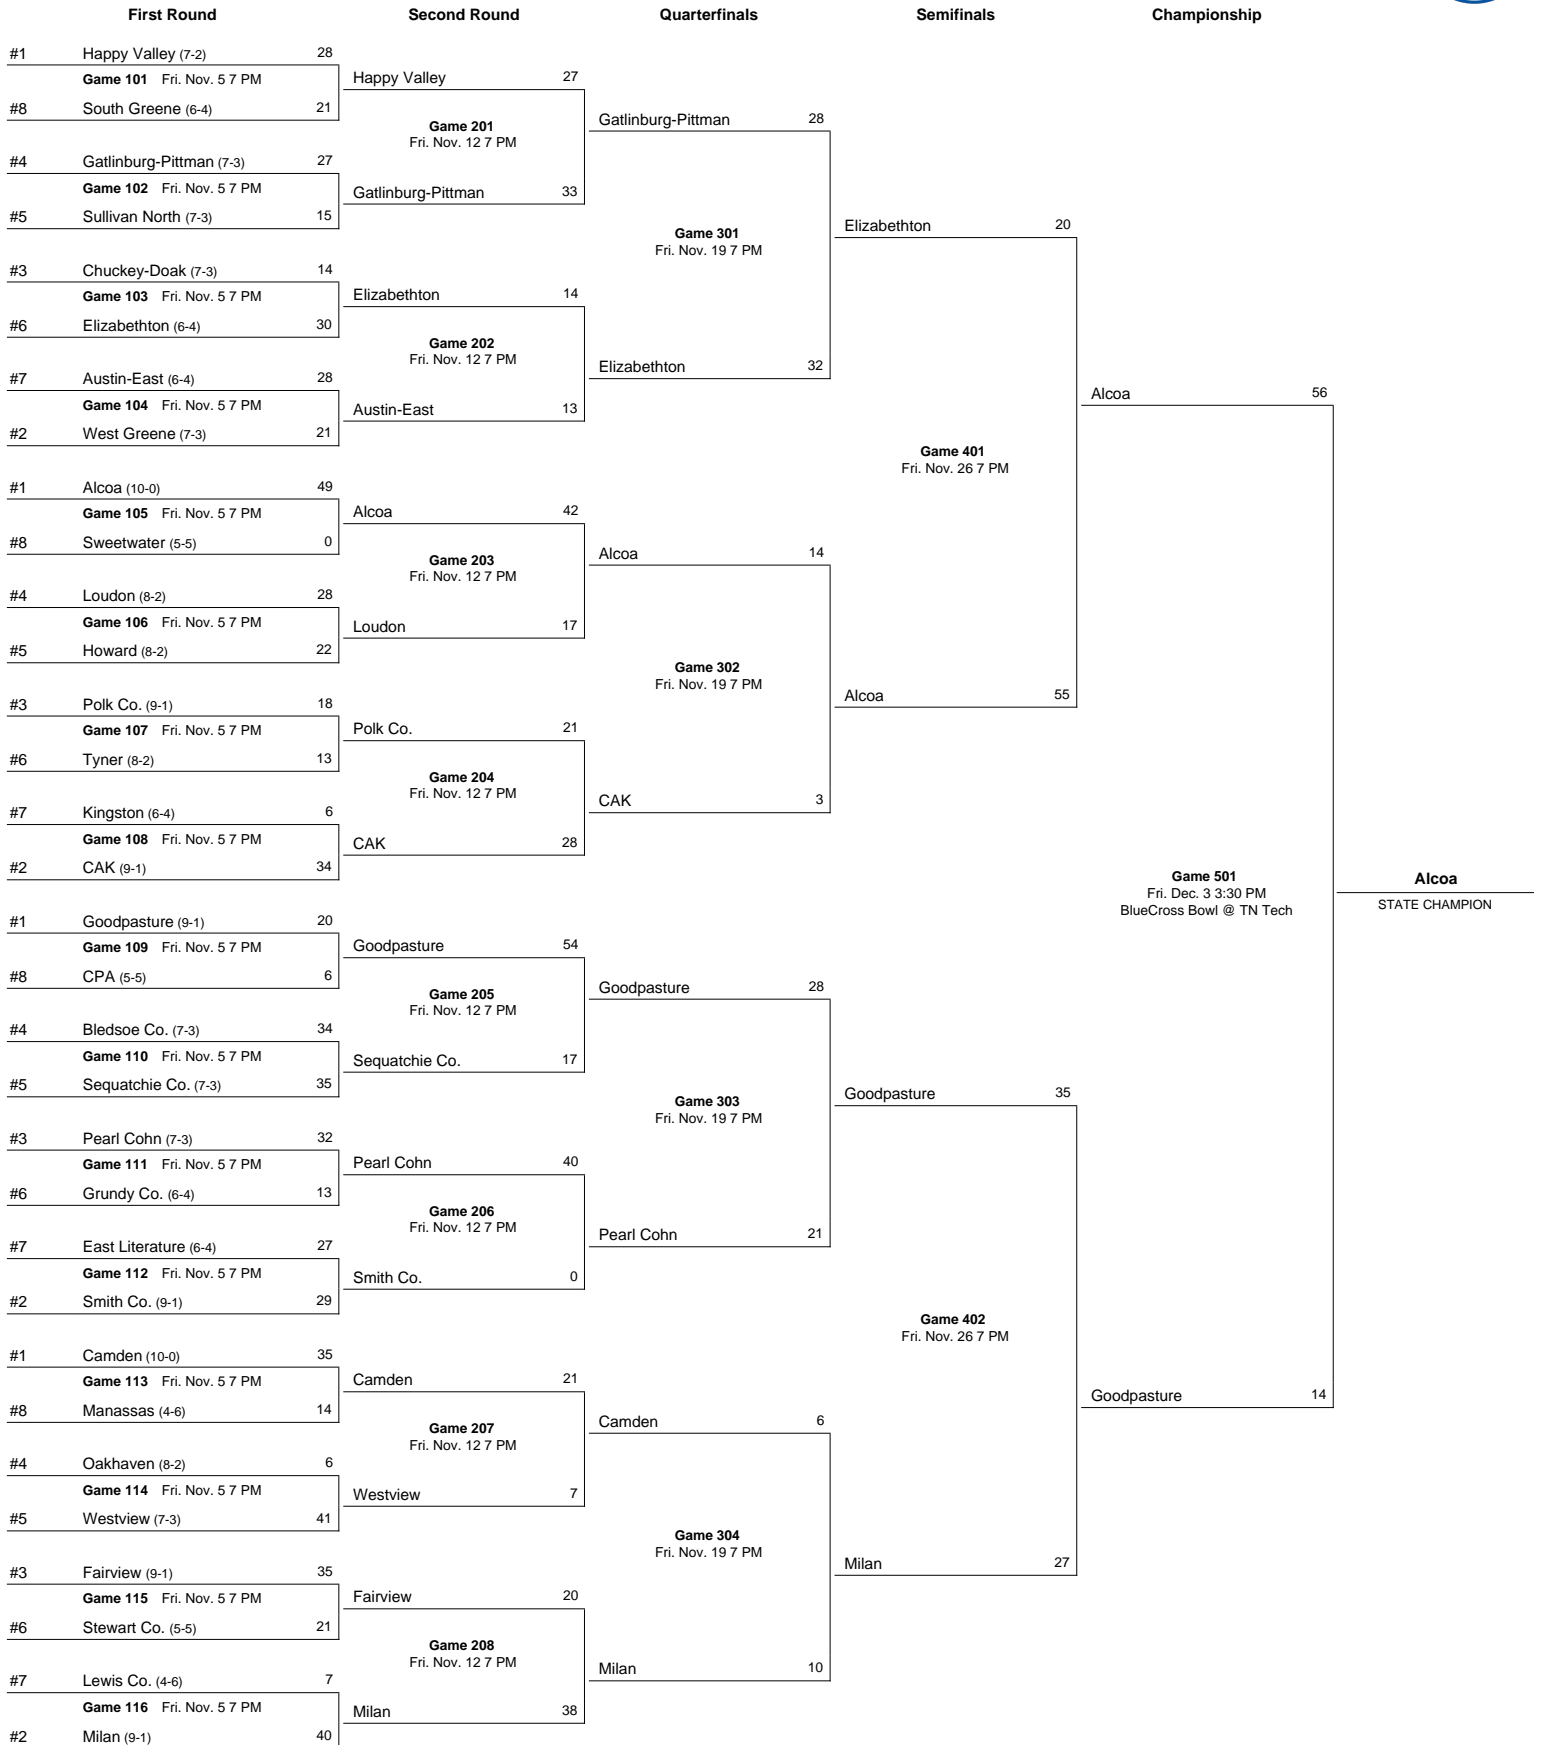 First Round Second Round Quarterfinals Semifinals Championship
#1 Happy Valley (7-2) 28
Game 101 Fri. Nov. 5 7 PM
#8 South Greene (6-4) 21
#4 Gatlinburg-Pittman (7-3) 27
Game 102 Fri. Nov. 5 7 PM
#5 Sullivan North (7-3) 15
#3 Chuckey-Doak (7-3) 14
Game 103 Fri. Nov. 5 7 PM
#6 Elizabethton (6-4) 30
#7 Austin-East (6-4) 28
Game 104 Fri. Nov. 5 7 PM
#2 West Greene (7-3) 21
#1 Alcoa (10-0) 49
Game 105 Fri. Nov. 5 7 PM
#8 Sweetwater (5-5) 0
#4 Loudon (8-2) 28
Game 106 Fri. Nov. 5 7 PM
#5 Howard (8-2) 22
#3 Polk Co. (9-1) 18
Game 107 Fri. Nov. 5 7 PM
#6 Tyner (8-2) 13
#7 Kingston (6-4) 6
Game 108 Fri. Nov. 5 7 PM
#2 CAK (9-1) 34
#1 Goodpasture (9-1) 20
Game 109 Fri. Nov. 5 7 PM
#8 CPA (5-5) 6
#4 Bledsoe Co. (7-3) 34
Game 110 Fri. Nov. 5 7 PM
#5 Sequatchie Co. (7-3) 35
#3 Pearl Cohn (7-3) 32
Game 111 Fri. Nov. 5 7 PM
#6 Grundy Co. (6-4) 13
#7 East Literature (6-4) 27
Game 112 Fri. Nov. 5 7 PM
#2 Smith Co. (9-1) 29
#1 Camden (10-0) 35
Game 113 Fri. Nov. 5 7 PM
#8 Manassas (4-6) 14
#4 Oakhaven (8-2) 6
Game 114 Fri. Nov. 5 7 PM
#5 Westview (7-3) 41
#3 Fairview (9-1) 35
Game 115 Fri. Nov. 5 7 PM
#6 Stewart Co. (5-5) 21
#7 Lewis Co. (4-6) 7
Game 116 Fri. Nov. 5 7 PM
#2 Milan (9-1) 40
Happy Valley 27
Game 201
Fri. Nov. 12 7 PM
Gatlinburg-Pittman 33
Elizabethton 14
Game 202
Fri. Nov. 12 7 PM
Austin-East 13
Alcoa 42
Game 203
Fri. Nov. 12 7 PM
Loudon 17
Polk Co. 21
Game 204
Fri. Nov. 12 7 PM
CAK 28
Goodpasture 54
Game 205
Fri. Nov. 12 7 PM
Sequatchie Co. 17
Pearl Cohn 40
Game 206
Fri. Nov. 12 7 PM
Smith Co. 0
Camden 21
Game 207
Fri. Nov. 12 7 PM
Westview 7
Fairview 20
Game 208
Fri. Nov. 12 7 PM
Milan 38
Gatlinburg-Pittman 28
Game 301
Fri. Nov. 19 7 PM
Elizabethton 32
Alcoa 14
Game 302
Fri. Nov. 19 7 PM
CAK 3
Goodpasture 28
Game 303
Fri. Nov. 19 7 PM
Pearl Cohn 21
Camden 6
Game 304
Fri. Nov. 19 7 PM
Milan 10
Elizabethton 20
Game 401
Fri. Nov. 26 7 PM
Alcoa 55
Goodpasture 35
Game 402
Fri. Nov. 26 7 PM
Milan 27
Alcoa 56
Game 501
Fri. Dec. 3 3:30 PM
BlueCross Bowl @ TN Tech
Goodpasture 14
Alcoa
STATE CHAMPION